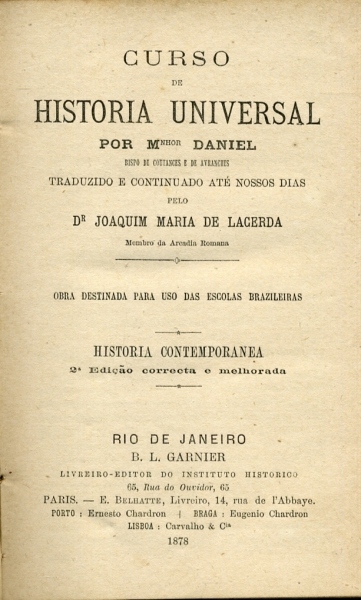 CURSO
DE
HISTORIA UNIVERSAL
POR MNHOR DANIEL
BISPO DE COUTANCES E DE AVRANCHES
TRADUZIDO E CONTINUADO ATÉ NOSSOS DIAS
PELO
DR JOAQUIM MARIA DE LACERDA
Membro da Arcadia Romana
OBRA DESTINADA PARA USO DAS ESCOLAS BRAZILEIRAS
HISTORIA CONTEMPORANEA
2ª Edição correcta e melhorada
RIO DE JANEIRO
B. L. GARNIER
LIVREIRO-EDITOR DO INSTITUTO HISTORICO
65, Rua do Ouvidor, 65
PARIS. — E. BELHATTE, Livreiro, 14, rua de l'Abbaye.
PORTO : Ernesto Chardron | BRAGA : Eugenio Chardron
LISBOA : Carvalho & Cia
1878